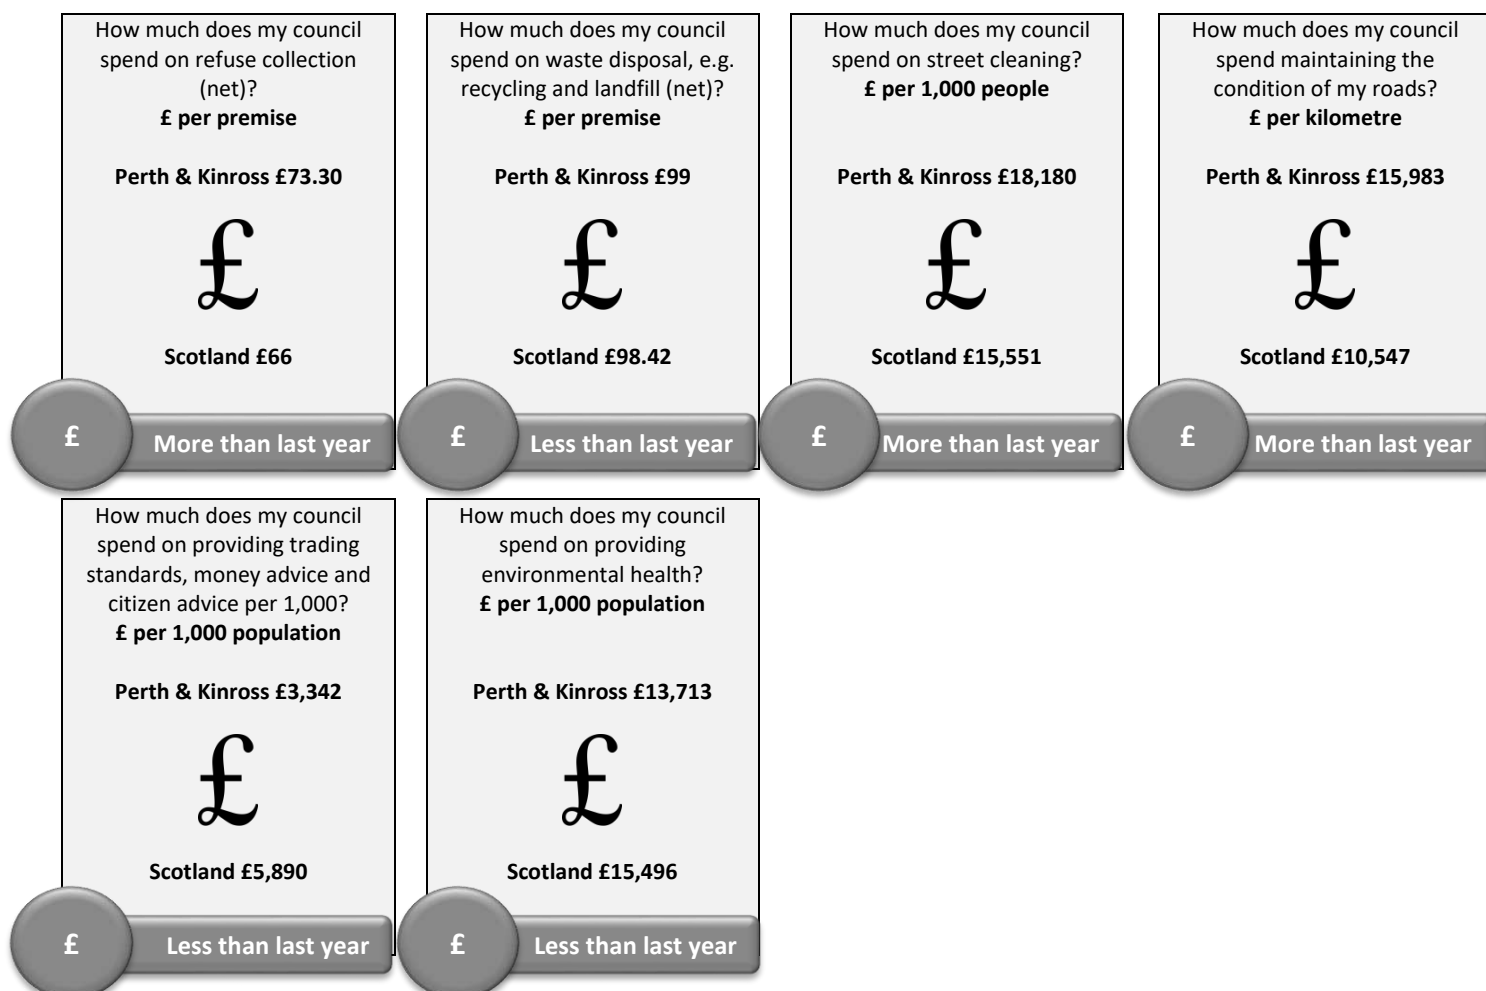 How much does my council
spend on refuse collection
(net)?
£ per premise
Perth & Kinross £73.30
£
Scotland £66
£
More than last year
How much does my council
spend on waste disposal, e.g.
recycling and landfill (net)?
£ per premise
Perth & Kinross £99
£
Scotland £98.42
£
Less than last year
How much does my council
spend on street cleaning?
£ per 1,000 people
Perth & Kinross £18,180
£
Scotland £15,551
£
More than last year
How much does my council
spend maintaining the
condition of my roads?
£ per kilometre
Perth & Kinross £15,983
£
Scotland £10,547
£
More than last year
How much does my council
spend on providing trading
standards, money advice and
citizen advice per 1,000?
£ per 1,000 population
Perth & Kinross £3,342
£
Scotland £5,890
£
Less than last year
How much does my council
spend on providing
environmental health?
£ per 1,000 population
Perth & Kinross £13,713
£
Scotland £15,496
£
Less than last year